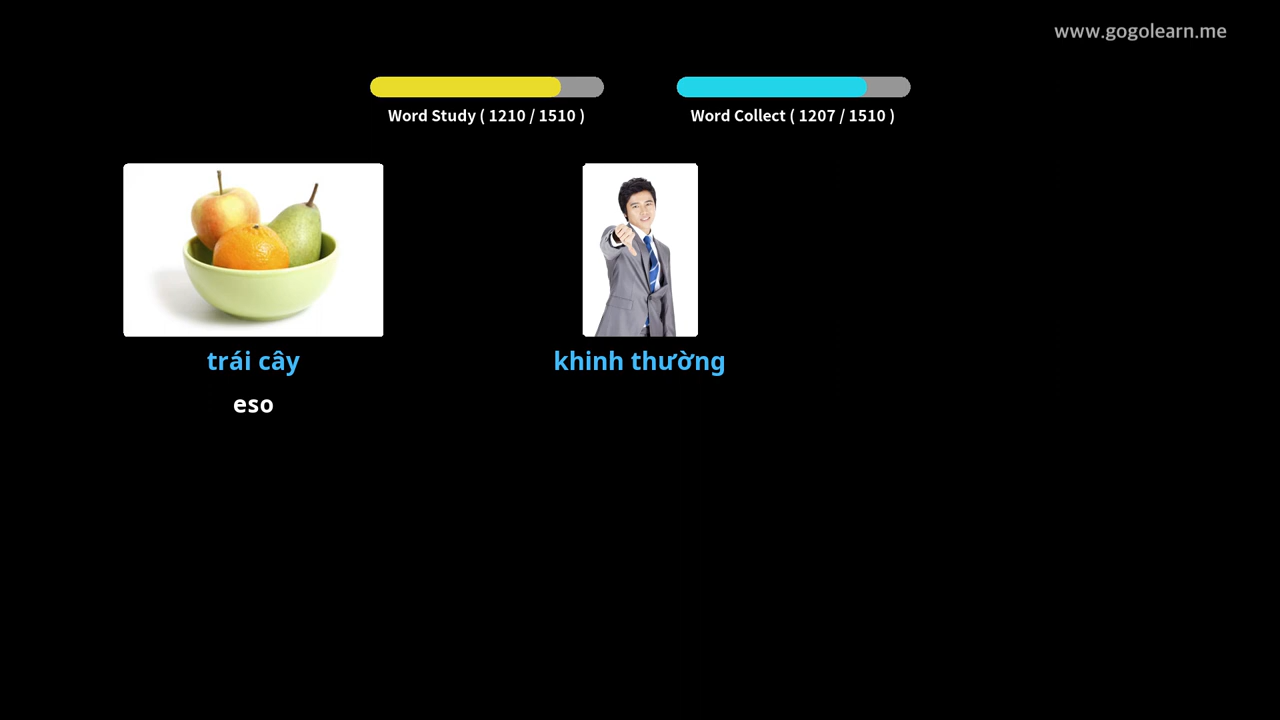 www.gogolearn.me
Word Study ( 1210 / 1510 )
Word Collect ( 1207 / 1510 )
trái cây
khinh thường
eso